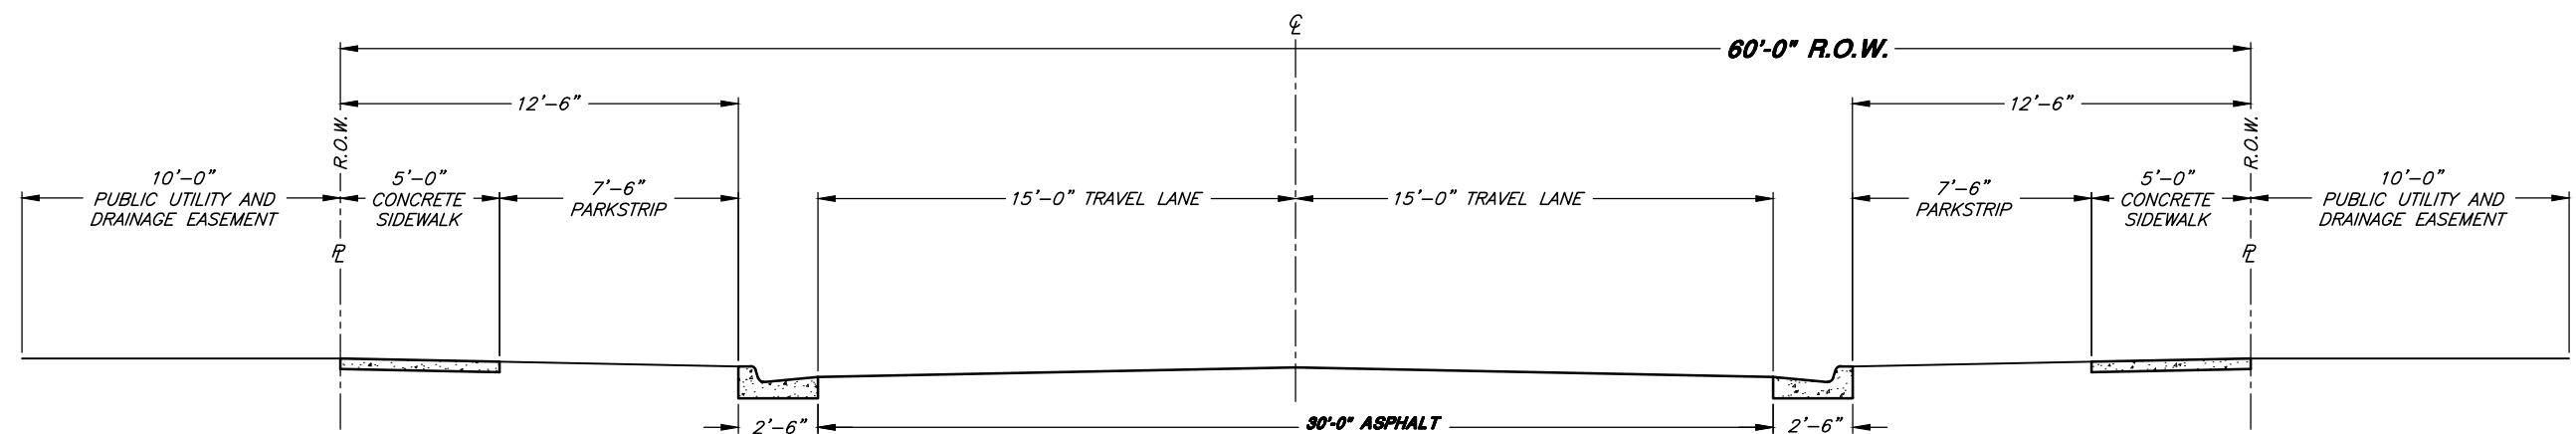 ℄
60'-0" R.O.W.
12'-6"
12'-6"
R.O.W.
R.O.W.
10'-0"
PUBLIC UTILITY AND
DRAINAGE EASEMENT
5'-0"
CONCRETE
SIDEWALK
7'-6"
PARKSTRIP
15'-0" TRAVEL LANE
15'-0" TRAVEL LANE
7'-6"
PARKSTRIP
5'-0"
CONCRETE
SIDEWALK
10'-0"
PUBLIC UTILITY AND
DRAINAGE EASEMENT
PL
PL
2'-6"
30'-0" ASPHALT
2'-6"